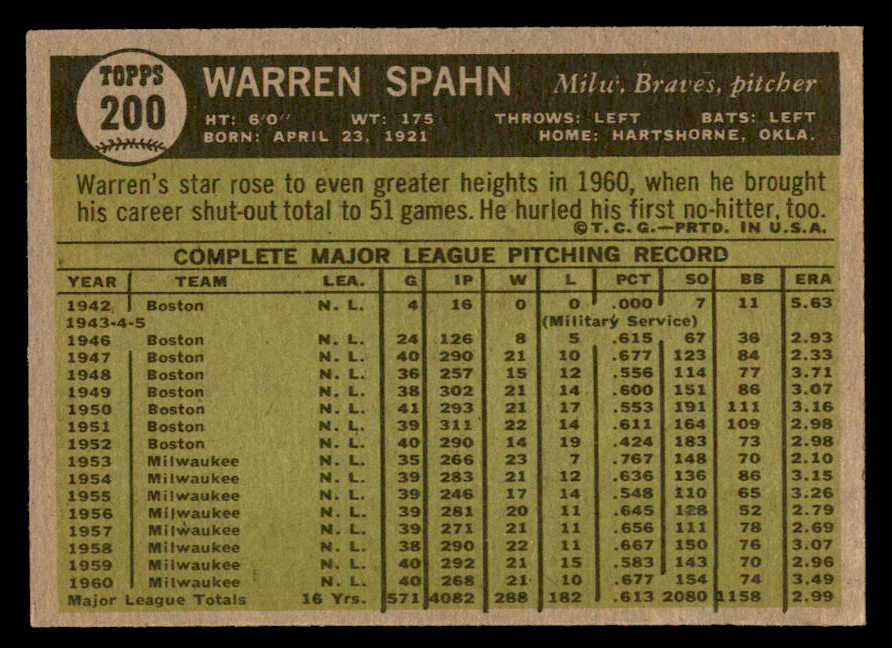 TOPPS
200
WARREN SPAHN Milw. Braves, pitcher
HT: 6'0" WT: 175 THROWS: LEFT BATS: LEFT
BORN: APRIL 23, 1921 HOME: HARTSHORNE, OKLA.
Warren's star rose to even greater heights in 1960, when he brought
his career shut-out total to 51 games. He hurled his first no-hitter, too.
©T.C.G.—PRTD. IN U.S.A.
COMPLETE MAJOR LEAGUE PITCHING RECORD
YEAR TEAM LEA. G IP W L PCT SO BB ERA
1942 Boston N. L. 4 16 0 0 .000 7 11 5.63
1943-4-5 (Military Service)
1946 Boston N. L. 24 126 8 5 .615 67 36 2.93
1947 Boston N. L. 40 290 21 10 .677 123 84 2.33
1948 Boston N. L. 36 257 15 12 .556 114 77 3.71
1949 Boston N. L. 38 302 21 14 .600 151 86 3.07
1950 Boston N. L. 41 293 21 17 .553 191 111 3.16
1951 Boston N. L. 39 311 22 14 .611 164 109 2.98
1952 Boston N. L. 40 290 14 19 .424 183 73 2.98
1953 Milwaukee N. L. 35 266 23 7 .767 148 70 2.10
1954 Milwaukee N. L. 39 283 21 12 .636 136 86 3.15
1955 Milwaukee N. L. 39 246 17 14 .548 110 65 3.26
1956 Milwaukee N. L. 39 281 20 11 .645 128 52 2.79
1957 Milwaukee N. L. 39 271 21 11 .656 111 78 2.69
1958 Milwaukee N. L. 38 290 22 11 .667 150 76 3.07
1959 Milwaukee N. L. 40 292 21 15 .583 143 70 2.96
1960 Milwaukee N. L. 40 268 21 10 .677 154 74 3.49
Major League Totals 16 Yrs. 571 4082 288 182 .613 2080 1158 2.99